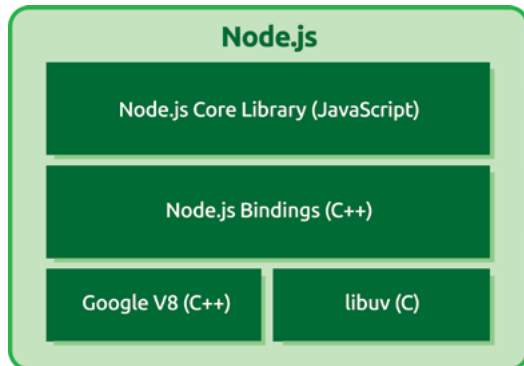 Node.js
Node.js Core Library (JavaScript)
Node.js Bindings (C++)
Google V8 (C++)
libuv (C)